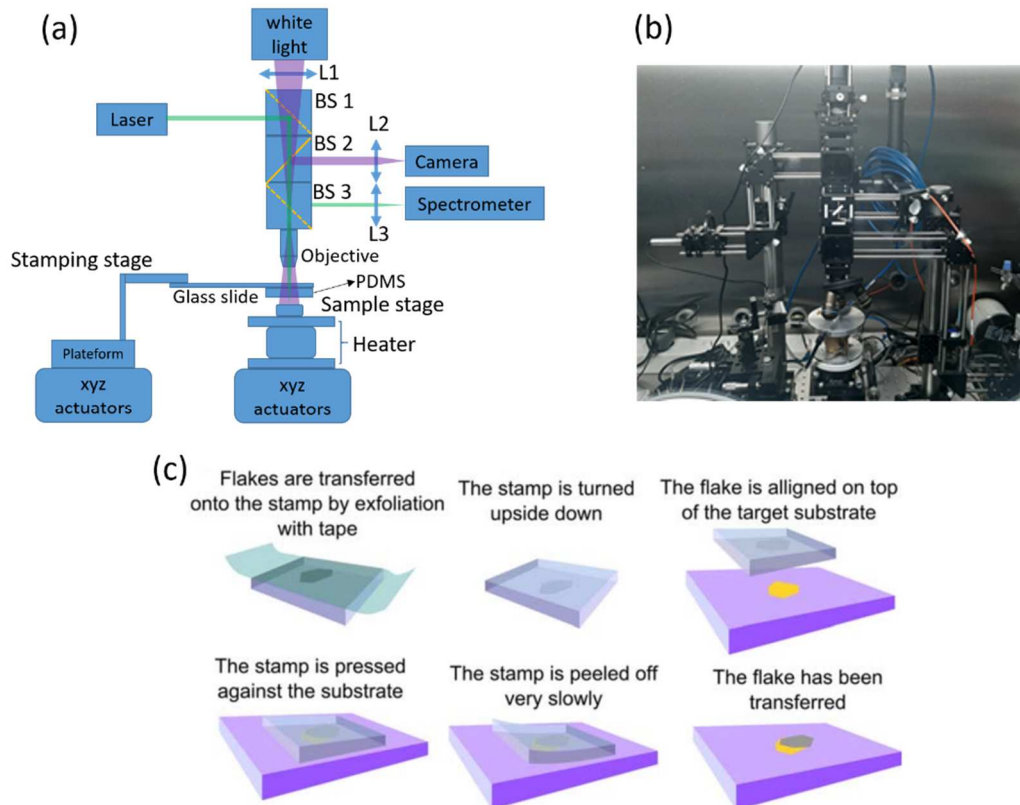 (a)
white
light
L1
BS 1
Laser
L2
BS 2
Camera
BS 3
Spectrometer
L3
Objective
Stamping stage
PDMS
Glass slide
Sample stage
Heater
Plateform
xyz
actuators
xyz
actuators
(b)
(c)
Flakes are transferred
onto the stamp by exfoliation
with tape
The stamp is turned
upside down
The flake is alligned on top
of the target substrate
The stamp is pressed
against the substrate
The stamp is peeled off
very slowly
The flake has been
transferred